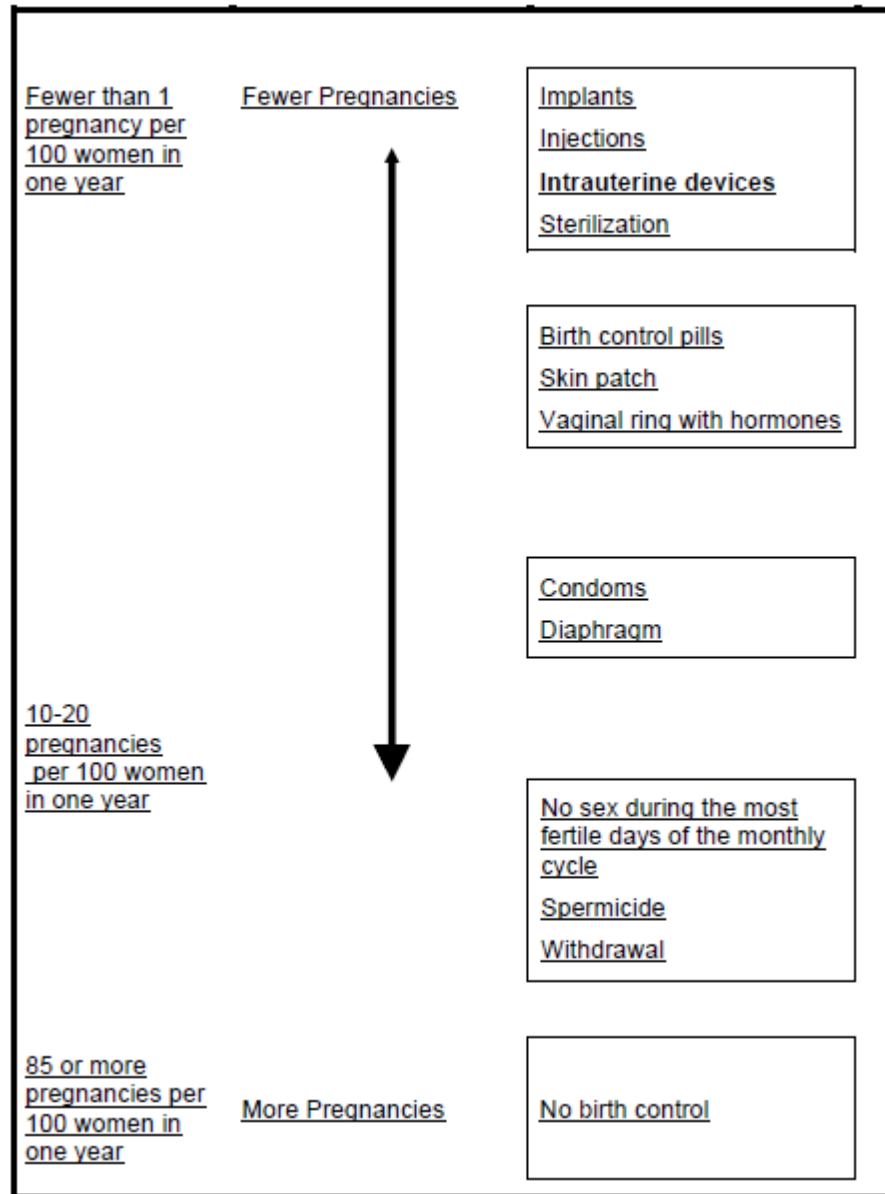 Fewer than 1
pregnancy per
100 women in
one year
Fewer Pregnancies
Implants
Injections
Intrauterine devices
Sterilization
Birth control pills
Skin patch
Vaginal ring with hormones
Condoms
Diaphragm
10-20
pregnancies
per 100 women
in one year
No sex during the most
fertile days of the monthly
cycle
Spermicide
Withdrawal
85 or more
pregnancies per
100 women in
one year
More Pregnancies
No birth control